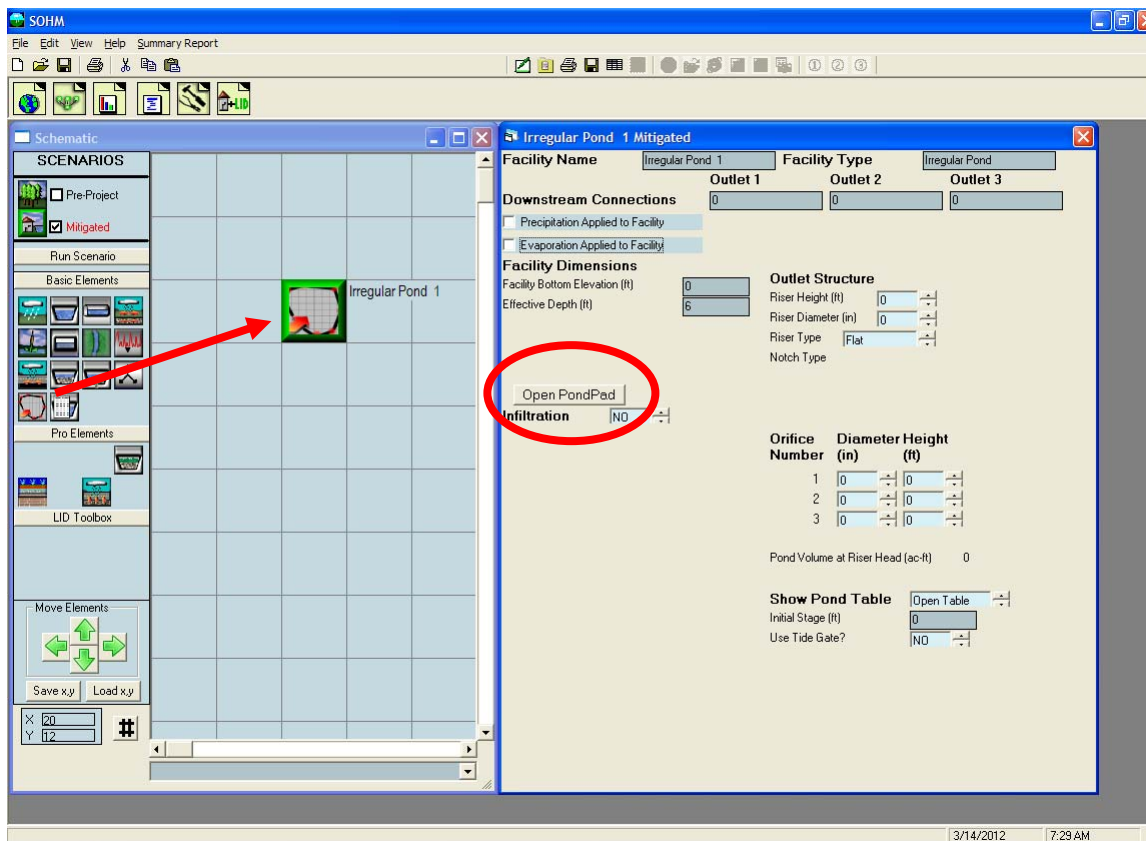 SOHM
File Edit View Help Summary Report
Schematic
SCENARIOS
Pre-Project
Mitigated
Run Scenario
Basic Elements
Pro Elements
LID Toolbox
Move Elements
Save x,y Load x,y
X 20
Y 12
Irregular Pond 1
Irregular Pond 1 Mitigated
Facility Name Irregular Pond 1 Facility Type Irregular Pond
Outlet 1 Outlet 2 Outlet 3
Downstream Connections 0 0 0
Precipitation Applied to Facility
Evaporation Applied to Facility
Facility Dimensions
Facility Bottom Elevation (ft) 0
Effective Depth (ft) 6
Open PondPad
Infiltration NO
Outlet Structure
Riser Height (ft) 0
Riser Diameter (in) 0
Riser Type Flat
Notch Type
Orifice Diameter Height
Number (in) (ft)
1 0 0
2 0 0
3 0 0
Pond Volume at Riser Head (ac-ft) 0
Show Pond Table Open Table
Initial Stage (ft) 0
Use Tide Gate? NO
3/14/2012 7:29 AM